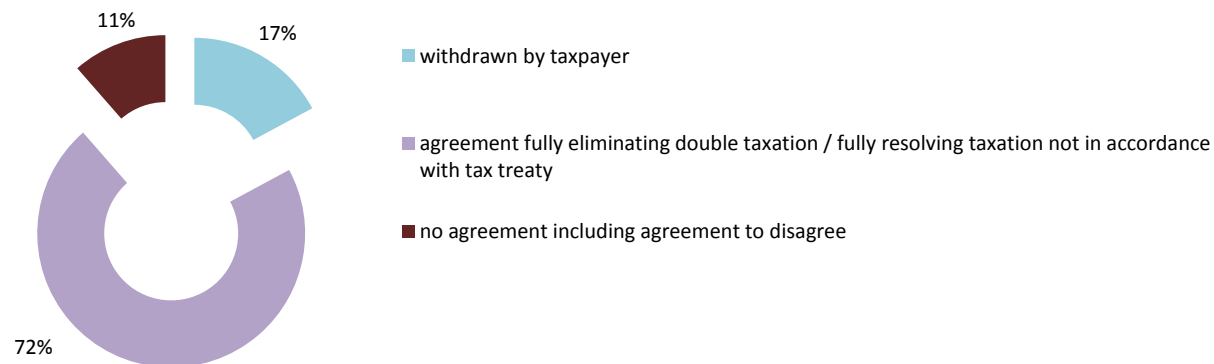 11%
17%
withdrawn by taxpayer
agreement fully eliminating double taxation / fully resolving taxation not in accordance
with tax treaty
no agreement including agreement to disagree
72%